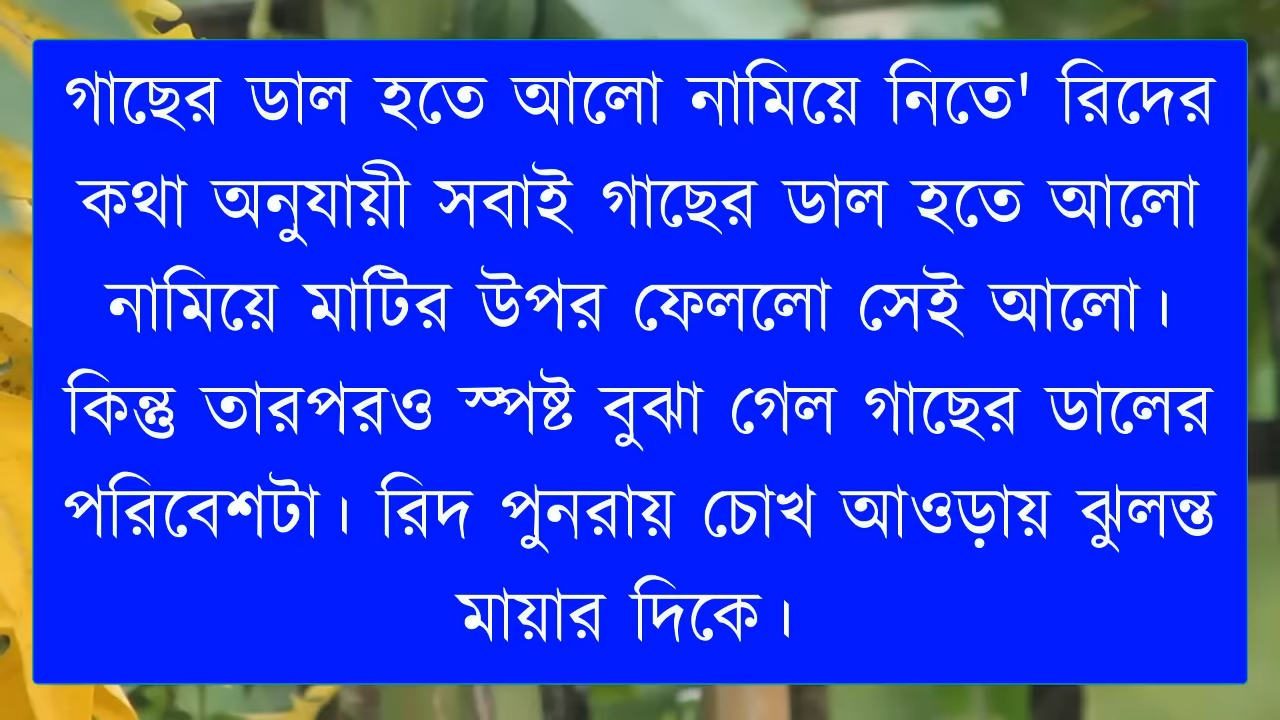 গাছের ডাল হতে আলো নামিয়ে নিতে' রিদের
কথা অনুযায়ী সবাই গাছের ডাল হতে আলো
নামিয়ে মাটির উপর ফেললো সেই আলো।
কিন্তু তারপরও স্পষ্ট বুঝা গেল গাছের ডালের
পরিবেশটা। রিদ পুনরায় চোখ আওড়ায় ঝুলন্ত
মায়ার দিকে।